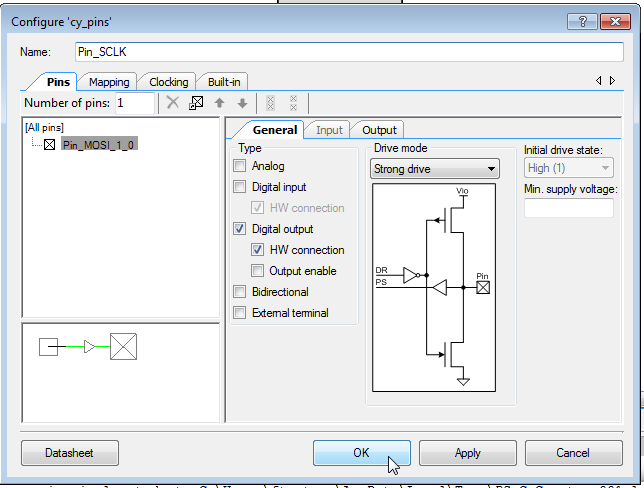 Configure 'cy_pins'
Name: Pin_SCLK
Pins Mapping Clocking Built-in
Number of pins: 1
[All pins]
Pin_MOSI_1_0
General Input Output
Type
Analog
Digital input
HW connection
Digital output
HW connection
Output enable
Bidirectional
External terminal
Drive mode
Strong drive
Vio
DR
PS
Pin
Initial drive state:
High (1)
Min. supply voltage:
Datasheet OK Apply Cancel